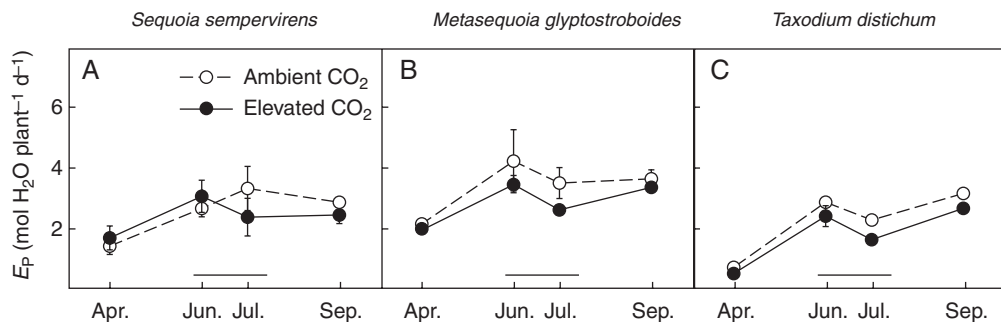 Sequoia sempervirens Metasequoia glyptostroboides Taxodium distichum
A B C
Ambient CO₂
Elevated CO₂
E_P (mol H₂O plant⁻¹ d⁻¹)
6
4
2
Apr. Jun. Jul. Sep. Apr. Jun. Jul. Sep. Apr. Jun. Jul. Sep.